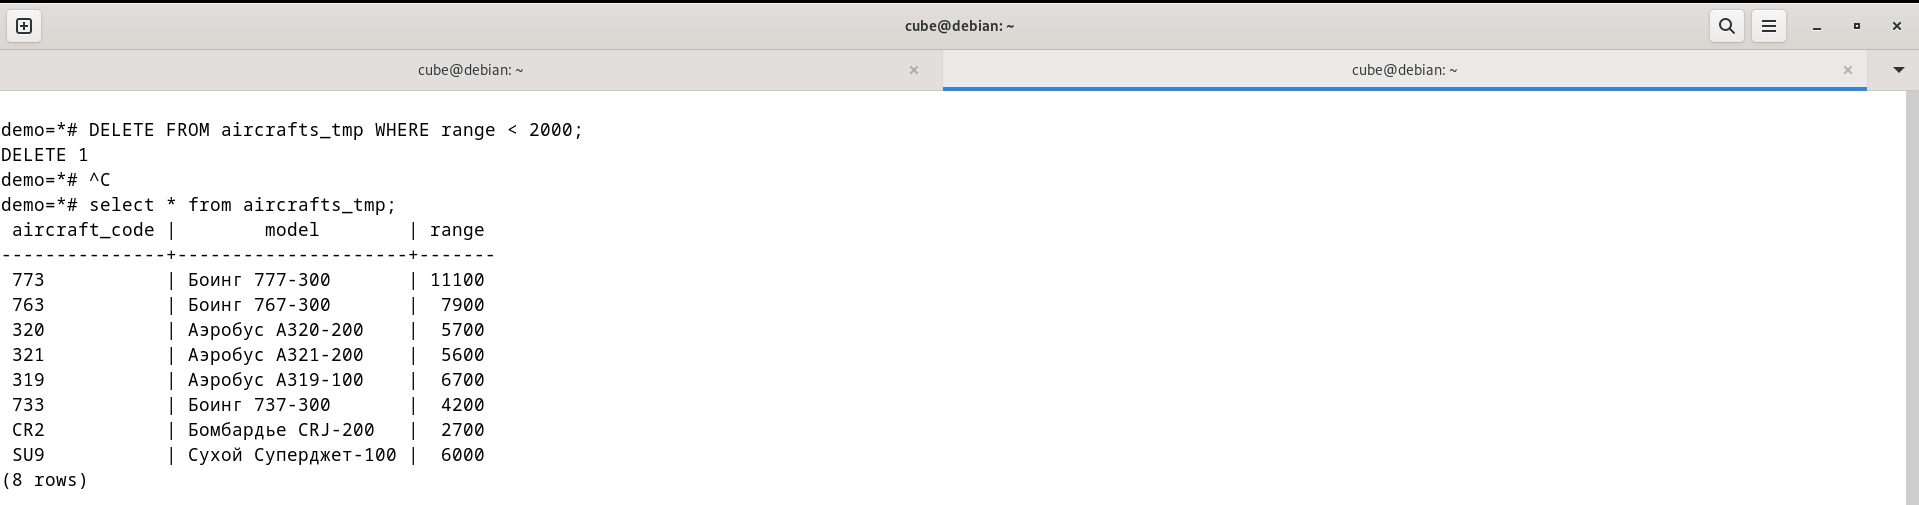 cube@debian: ~
cube@debian: ~ × cube@debian: ~ ×
demo=*# DELETE FROM aircrafts_tmp WHERE range < 2000;
DELETE 1
demo=*# ^C
demo=*# select * from aircrafts_tmp;
 aircraft_code |        model        | range
---------------+---------------------+-------
 773           | Боинг 777-300       | 11100
 763           | Боинг 767-300       |  7900
 320           | Аэробус A320-200    |  5700
 321           | Аэробус A321-200    |  5600
 319           | Аэробус A319-100    |  6700
 733           | Боинг 737-300       |  4200
 CR2           | Бомбардье CRJ-200   |  2700
 SU9           | Сухой Суперджет-100 |  6000
(8 rows)